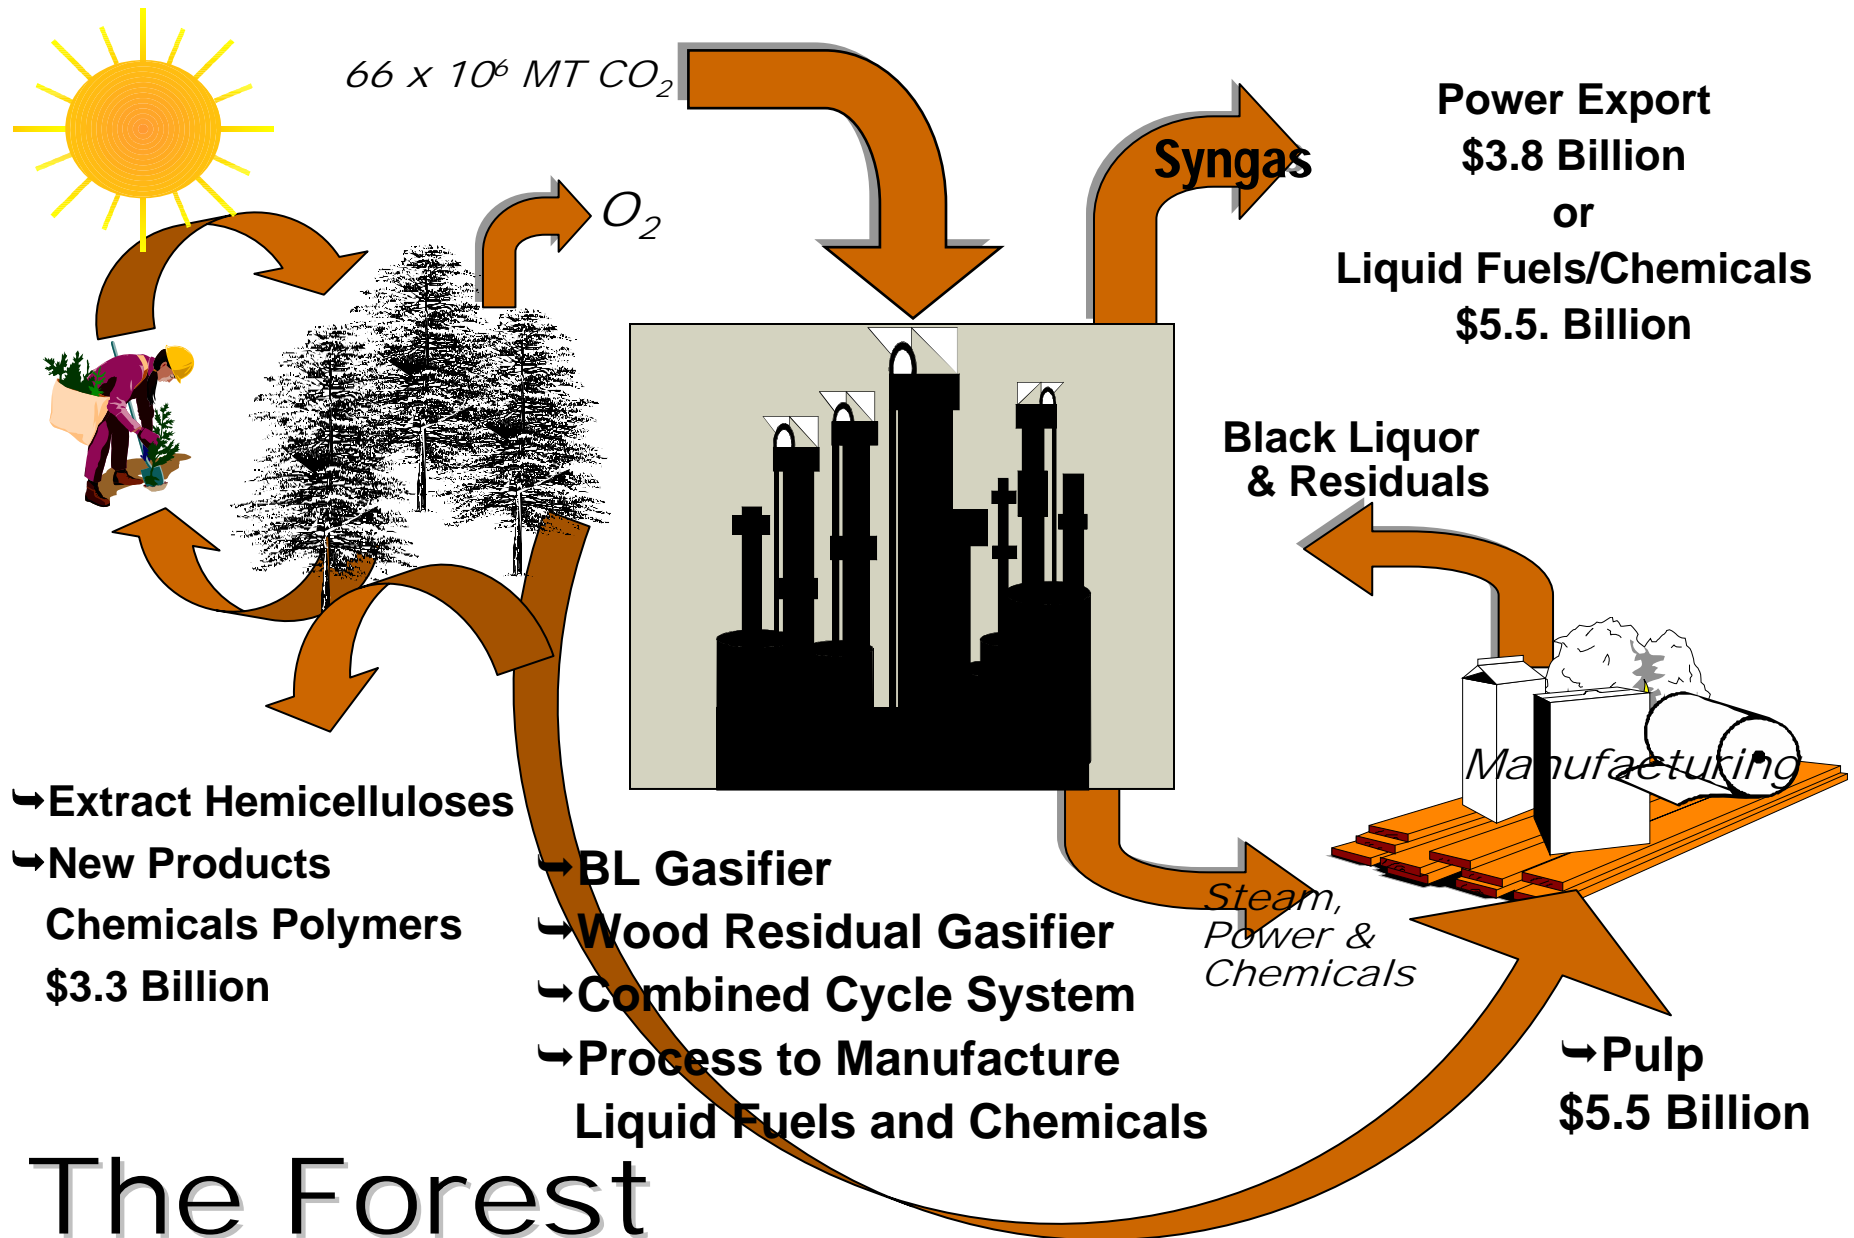 66 x 10⁶ MT CO₂
O₂
Syngas
Power Export
$3.8 Billion
or
Liquid Fuels/Chemicals
$5.5. Billion
Black Liquor
& Residuals
Manufacturing
Steam,
Power &
Chemicals
➥Extract Hemicelluloses
➥New Products
Chemicals Polymers
$3.3 Billion
➥BL Gasifier
➥Wood Residual Gasifier
➥Combined Cycle System
➥Process to Manufacture
Liquid Fuels and Chemicals
➥Pulp
$5.5 Billion
The Forest